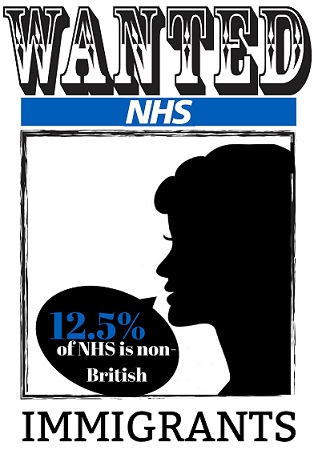 WANTED
NHS
12.5%
of NHS is non-
British
IMMIGRANTS